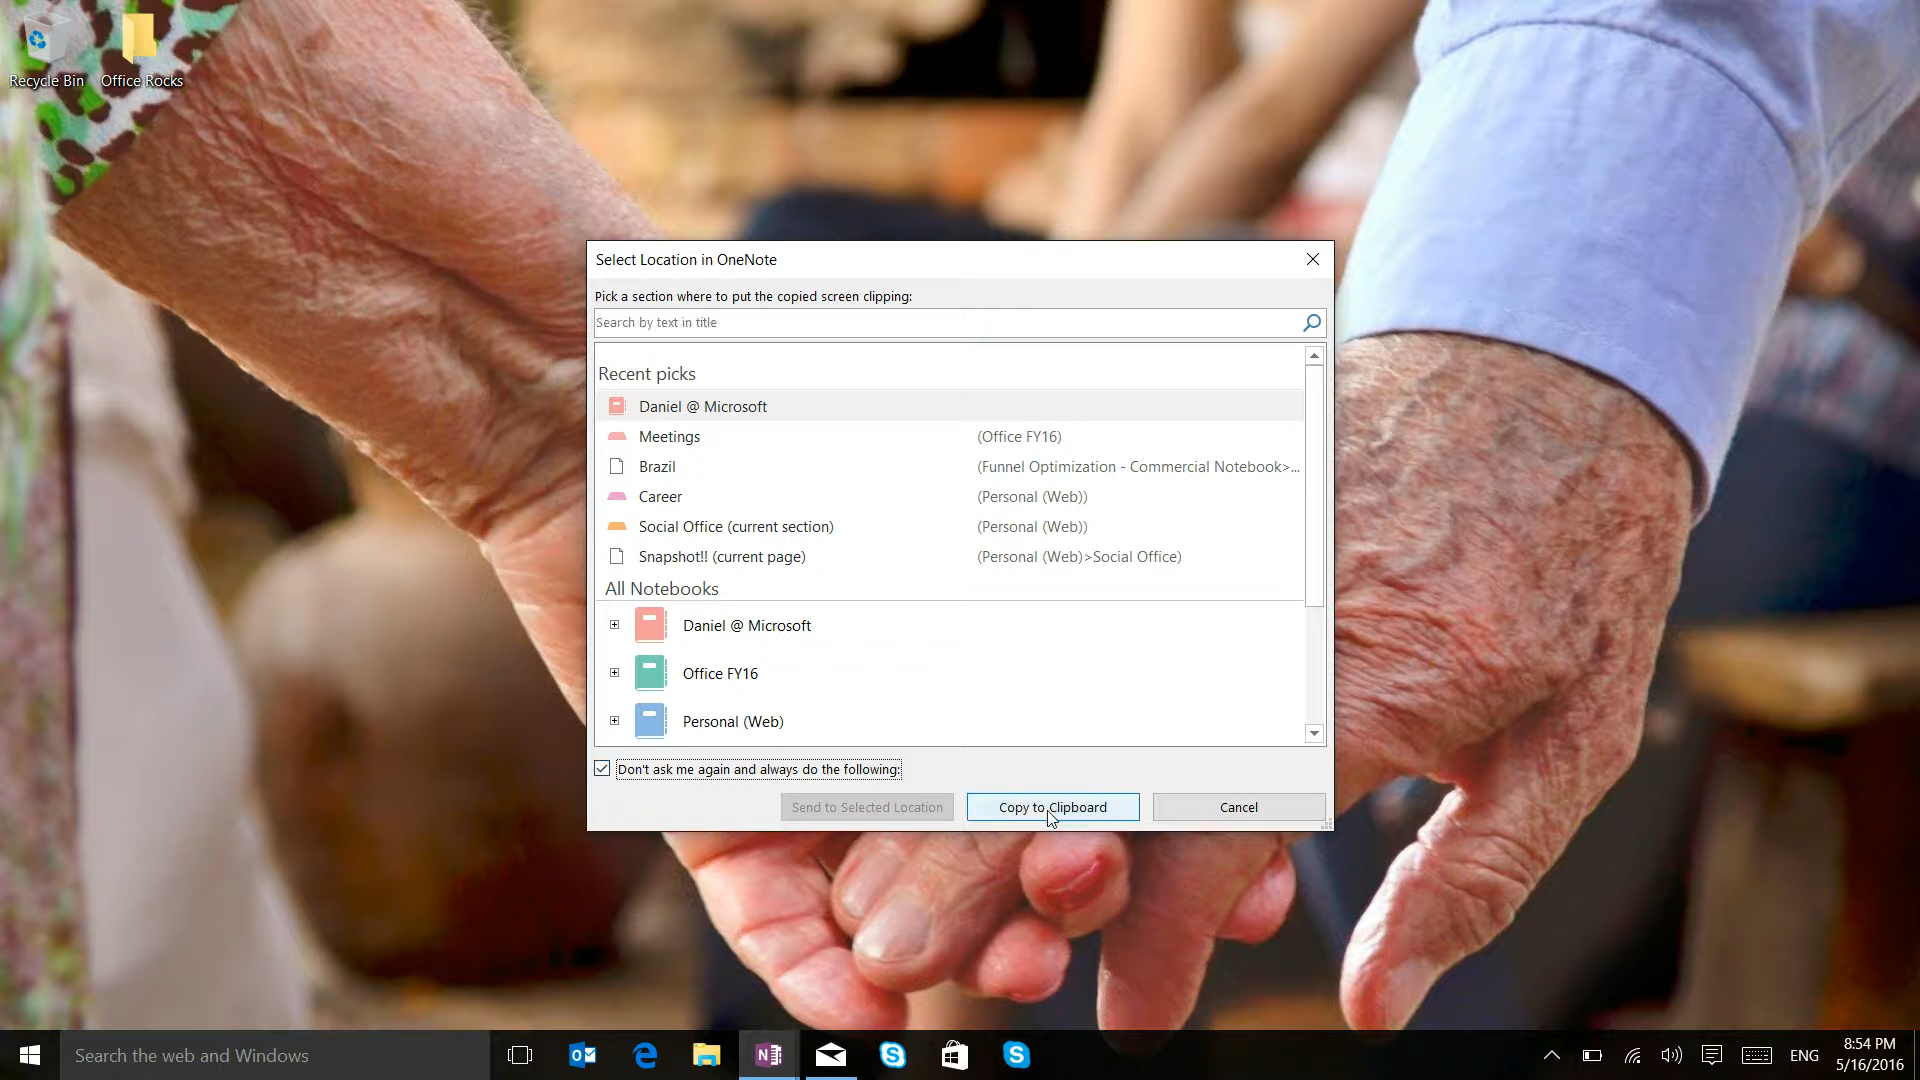 Recycle Bin
Office Rocks
Select Location in OneNote
Pick a section where to put the copied screen clipping:
Search by text in title
Recent picks
Daniel @ Microsoft
Meetings (Office FY16)
Brazil (Funnel Optimization - Commercial Notebook>...
Career (Personal (Web))
Social Office (current section) (Personal (Web))
Snapshot!! (current page) (Personal (Web)>Social Office)
All Notebooks
Daniel @ Microsoft
Office FY16
Personal (Web)
Don't ask me again and always do the following:
Send to Selected Location
Copy to Clipboard
Cancel
Search the web and Windows
ENG
8:54 PM
5/16/2016